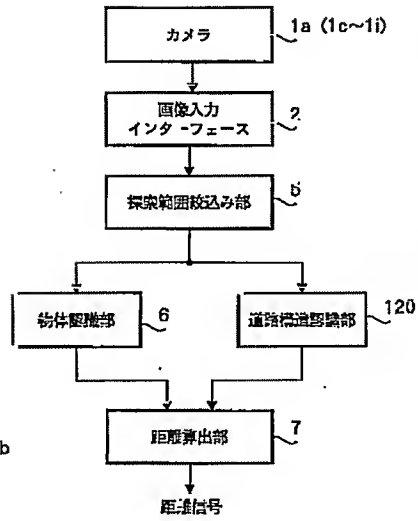 カメラ
1a (1c~1i)
画像入力
インターフェース
2
探索範囲絞込み部
5
物体認識部
6
道路構造認識部
120
距離算出部
7
b
距離信号